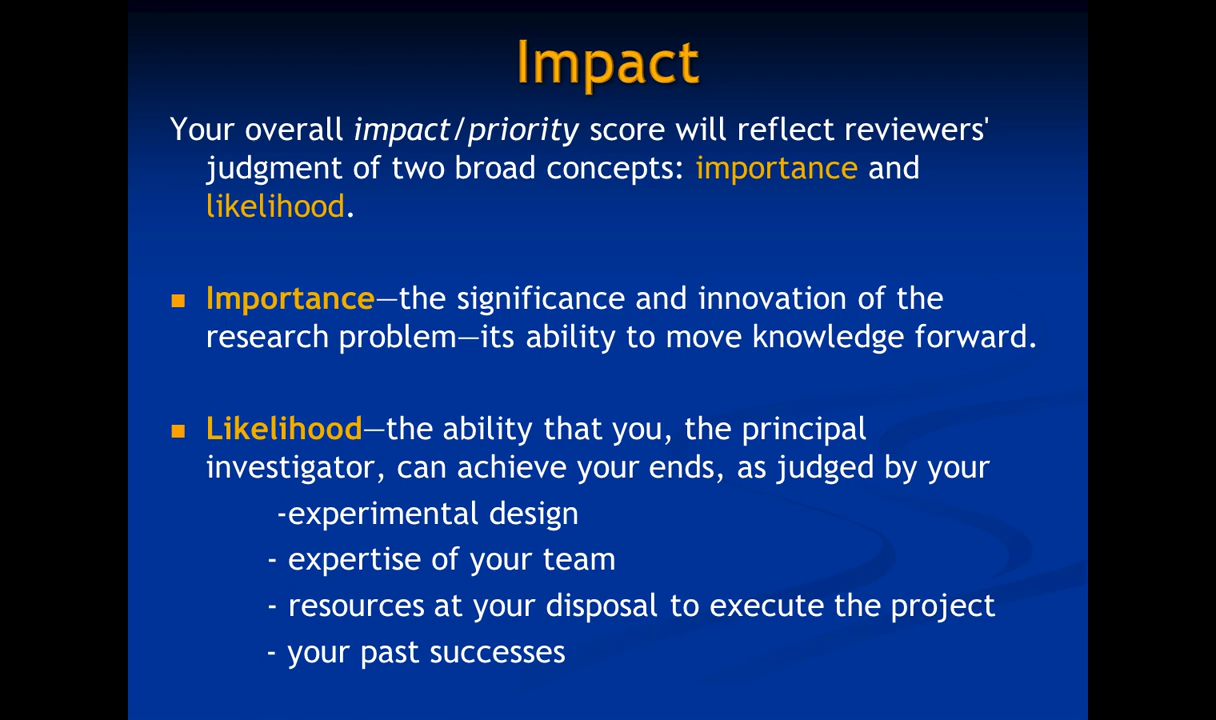 Impact
Your overall impact/priority score will reflect reviewers'
judgment of two broad concepts: importance and
likelihood.
Importance—the significance and innovation of the
research problem—its ability to move knowledge forward.
Likelihood—the ability that you, the principal
investigator, can achieve your ends, as judged by your
-experimental design
- expertise of your team
- resources at your disposal to execute the project
- your past successes